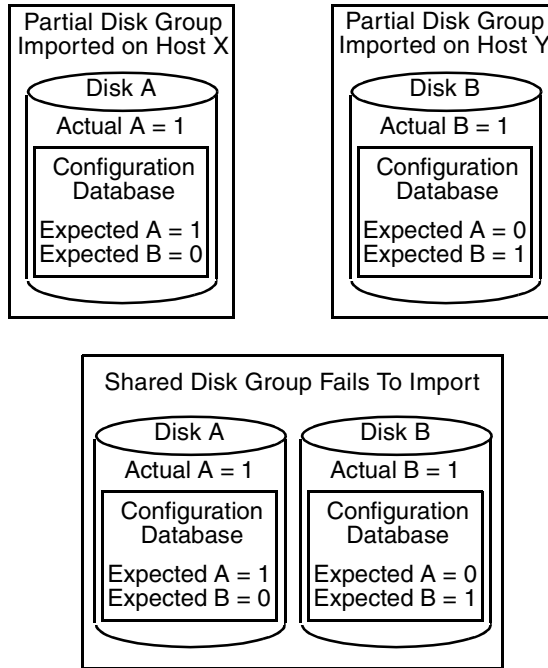 Partial Disk Group
Imported on Host X
Disk A
Actual A = 1
Configuration
Database
Expected A = 1
Expected B = 0
Partial Disk Group
Imported on Host Y
Disk B
Actual B = 1
Configuration
Database
Expected A = 0
Expected B = 1
Shared Disk Group Fails To Import
Disk A
Actual A = 1
Configuration
Database
Expected A = 1
Expected B = 0
Disk B
Actual B = 1
Configuration
Database
Expected A = 0
Expected B = 1